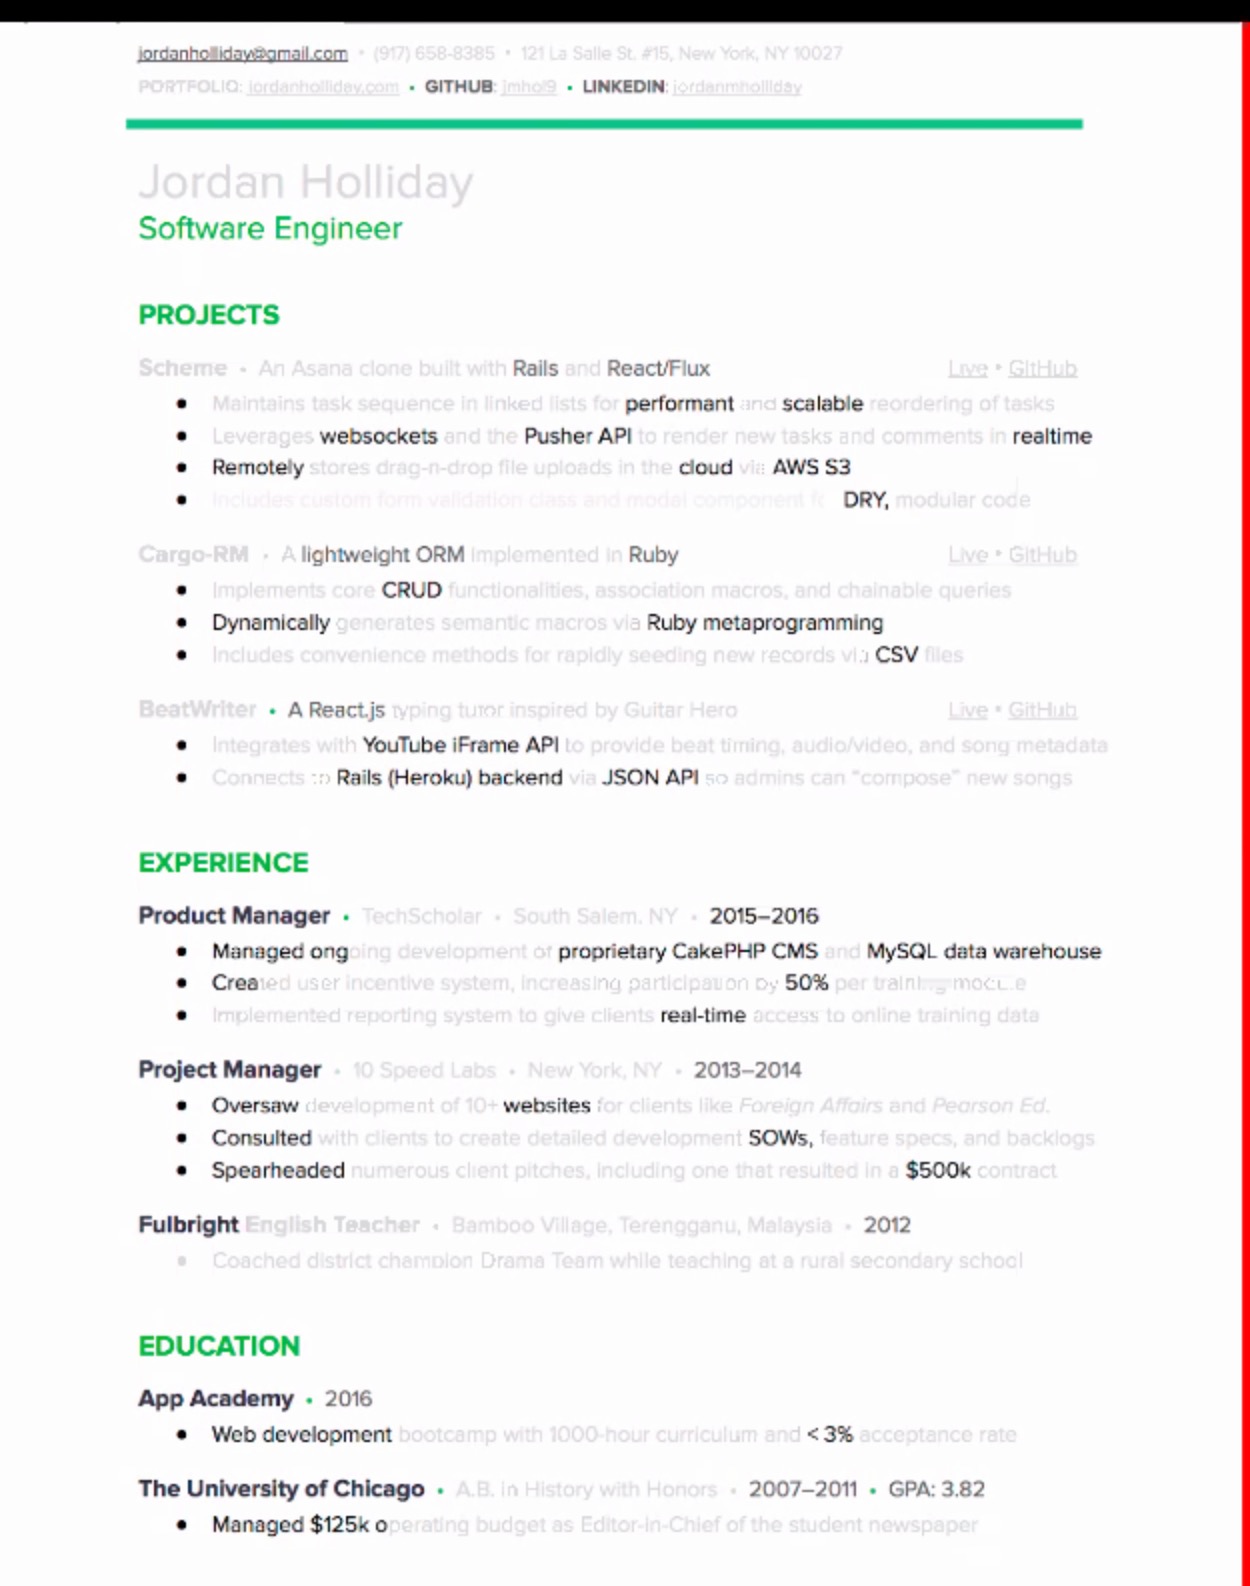 jordanholliday@gmail.com • (917) 658-8385 • 121 La Salle St. #15, New York, NY 10027
PORTFOLIO: jordanholliday.com • GITHUB: jmhol9 • LINKEDIN: jordanmholliday
Jordan Holliday
Software Engineer
PROJECTS
Scheme • An Asana clone built with Rails and React/Flux Live • GitHub
• Maintains task sequence in linked lists for performant and scalable reordering of tasks
• Leverages websockets and the Pusher API to render new tasks and comments in realtime
• Remotely stores drag-n-drop file uploads in the cloud via AWS S3
• Includes custom form validation class and modal component DRY, modular code
Cargo-RM • A lightweight ORM implemented in Ruby Live • GitHub
• Implements core CRUD functionalities, association macros, and chainable queries
• Dynamically generates semantic macros via Ruby metaprogramming
• Includes convenience methods for rapidly seeding new records via CSV files
BeatWriter • A React.js typing tutor inspired by Guitar Hero Live • GitHub
• Integrates with YouTube iFrame API to provide beat timing, audio/video, and song metadata
• Connects to Rails (Heroku) backend via JSON API so admins can "compose" new songs
EXPERIENCE
Product Manager • TechScholar • South Salem, NY • 2015–2016
• Managed ongoing development of proprietary CakePHP CMS and MySQL data warehouse
• Created user incentive system, increasing participation by 50% per training module
• Implemented reporting system to give clients real-time access to online training data
Project Manager • 10 Speed Labs • New York, NY • 2013–2014
• Oversaw development of 10+ websites for clients like Foreign Affairs and Pearson Ed.
• Consulted with clients to create detailed development SOWs, feature specs, and backlogs
• Spearheaded numerous client pitches, including one that resulted in a $500k contract
Fulbright English Teacher • Bamboo Village, Terengganu, Malaysia • 2012
• Coached district champion Drama Team while teaching at a rural secondary school
EDUCATION
App Academy • 2016
• Web development bootcamp with 1000-hour curriculum and < 3% acceptance rate
The University of Chicago • A.B. in History with Honors • 2007–2011 • GPA: 3.82
• Managed $125k operating budget as Editor-in-Chief of the student newspaper